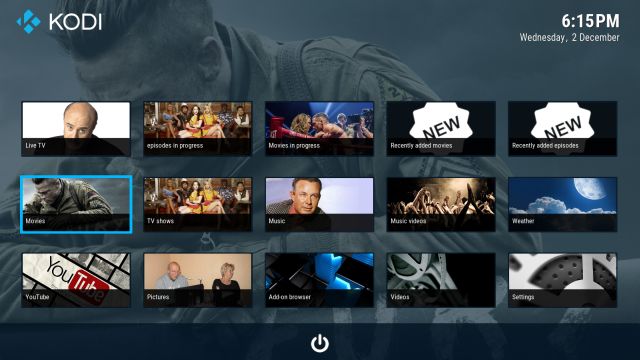 KODI
6:15PM
Wednesday, 2 December
NEW
NEW
Live TV
episodes in progress
Movies in progress
Recently added movies
Recently added episodes
Movies
TV shows
Music
Music videos
Weather
YouTube
YouTube
Pictures
Add-on browser
Videos
Settings